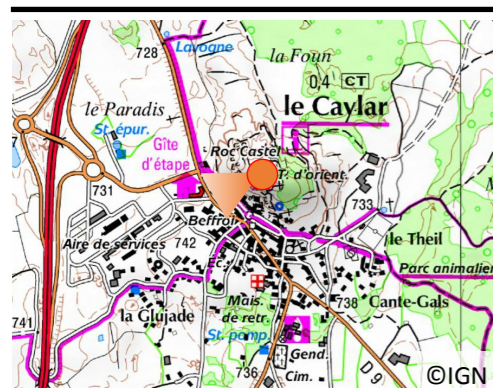 728
Lavogne
la Foun
0,4 CT
le Caylar
le Paradis
St. épur.
Gîte
d'étape
Roc Castel
T. d'orient.
731
733
Beffroi
Aire de services
742
le Theil
Parc animalier
Mais.
de retr.
738
Cante-Gals
la Glujade
741
St. pomp.
Gend.
Cim.
736
D 9
©IGN